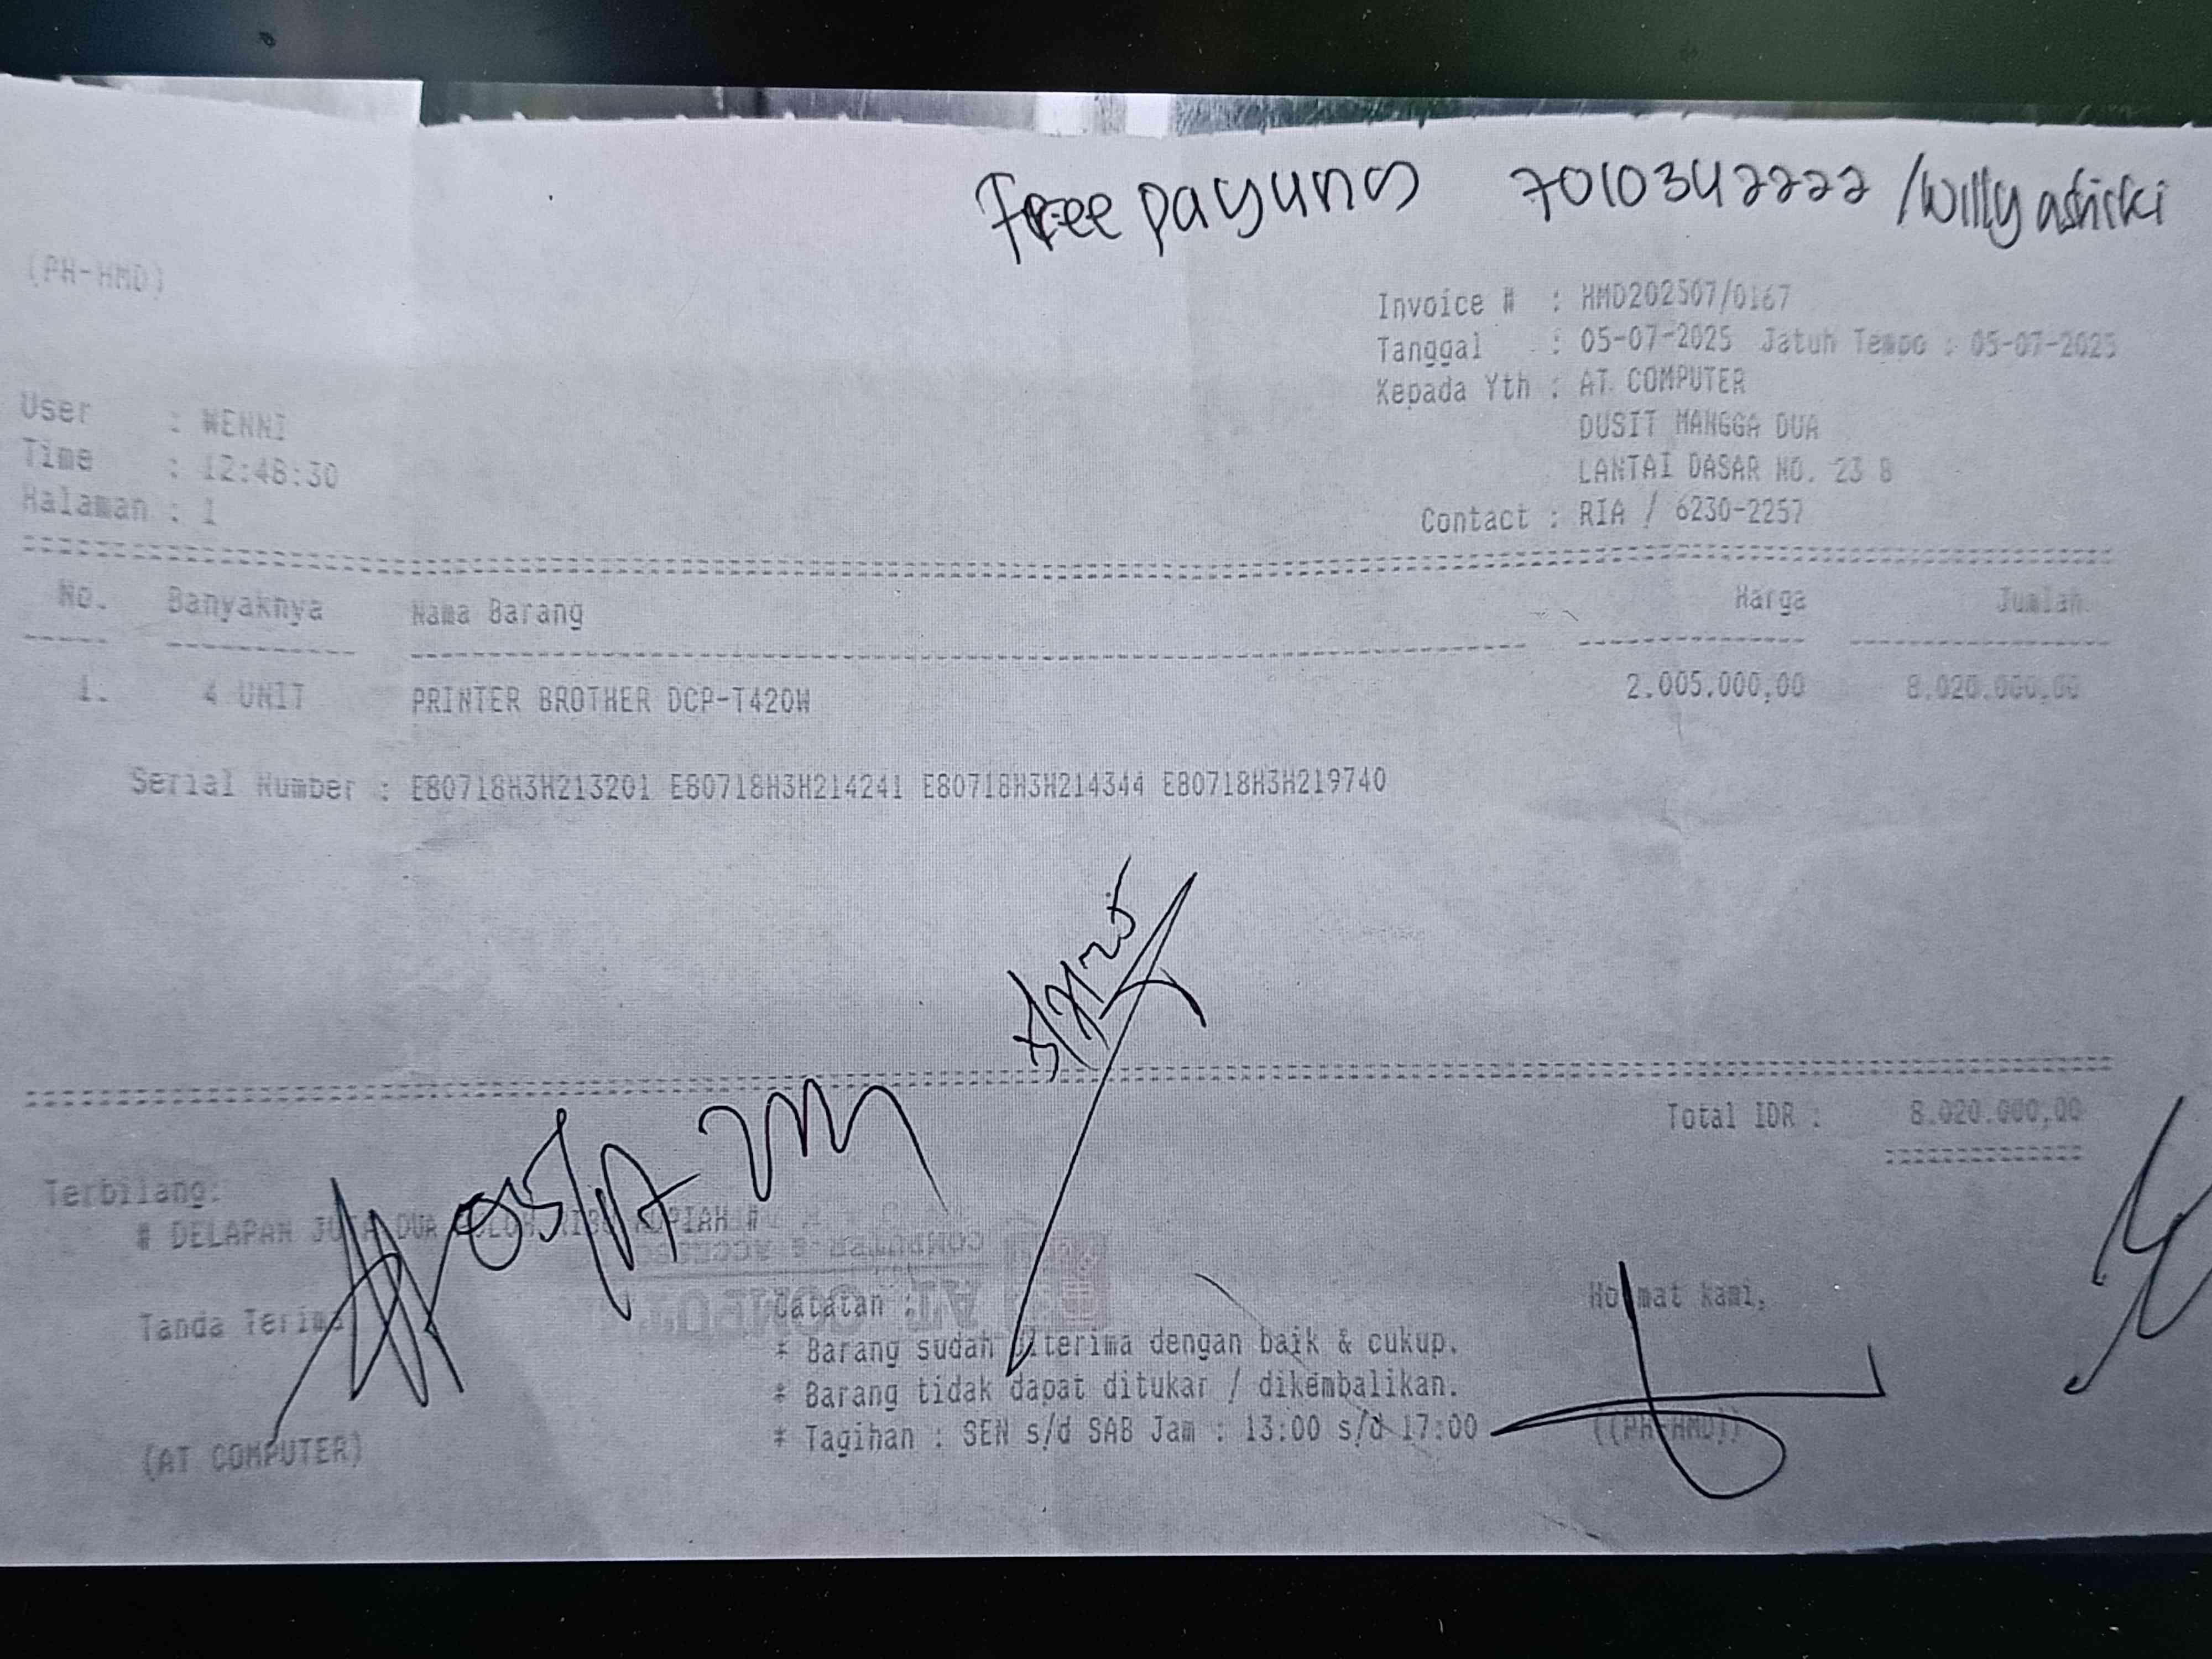 Free payung 7010342222 / Willy
(PH-HMD)
Invoice # : HMD202507/0167
Tanggal : 05-07-2025 Jatuh Tempo : 05-07-2025
Kepada Yth : AT COMPUTER
DUSIT MANGGA DUA
LANTAI DASAR NO. 23 B
Contact : RIA / 6230-2257
User : WENNI
Time : 12:48:30
Halaman : 1
No. Banyaknya Nama Barang Harga Jumlah
1. 4 UNIT PRINTER BROTHER DCP-T420W 2.005.000,00 8.020.000,00
Serial Number : E80718H3H213201 E80718H3H214241 E80718H3H214344 E80718H3H219740
Total IDR : 8.020.000,00
Terbilang:
# DELAPAN JUTA DUA PULUH RIBU RUPIAH #
Tanda Terima
(AT COMPUTER)
Catatan :
* Barang sudah diterima dengan baik & cukup.
* Barang tidak dapat ditukar / dikembalikan.
* Tagihan : SEN s/d SAB Jam : 13:00 s/d 17:00
Hormat kami,
((PH-HMD))